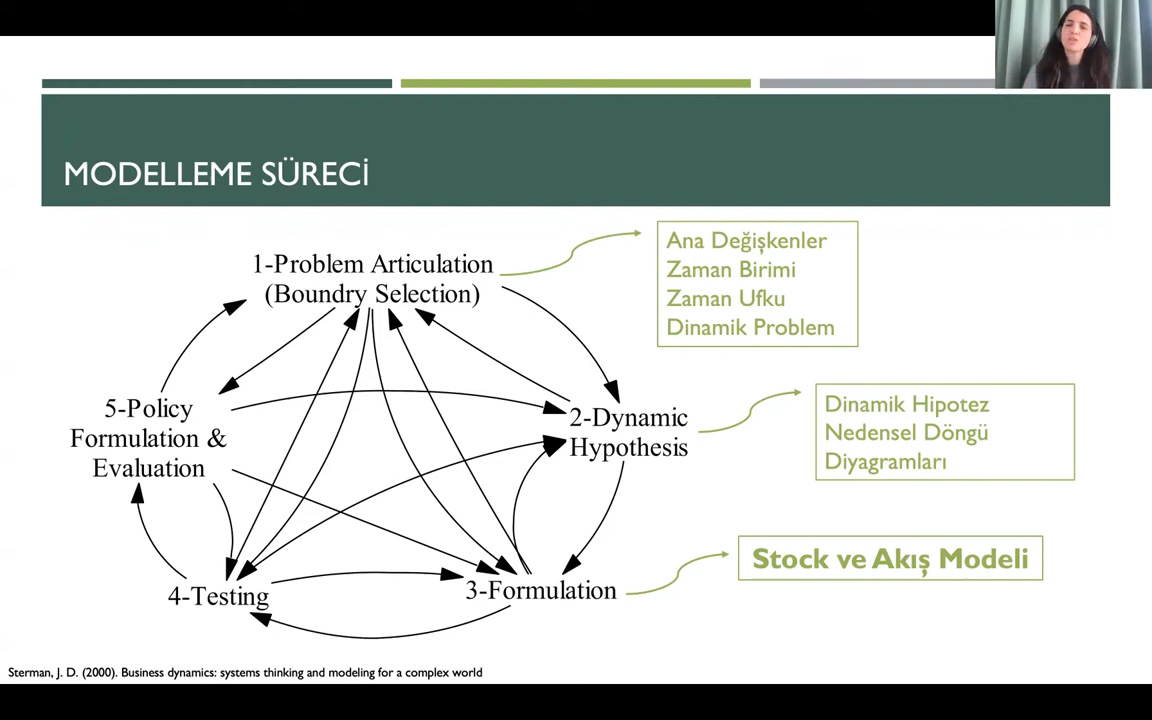 MODELLEME SÜRECİ
1-Problem Articulation
(Boundry Selection)
Ana Değişkenler
Zaman Birimi
Zaman Ufku
Dinamik Problem
5-Policy
Formulation &
Evaluation
2-Dynamic
Hypothesis
Dinamik Hipotez
Nedensel Döngü
Diyagramları
4-Testing
3-Formulation
Stock ve Akış Modeli
Sterman, J. D. (2000). Business dynamics: systems thinking and modeling for a complex world